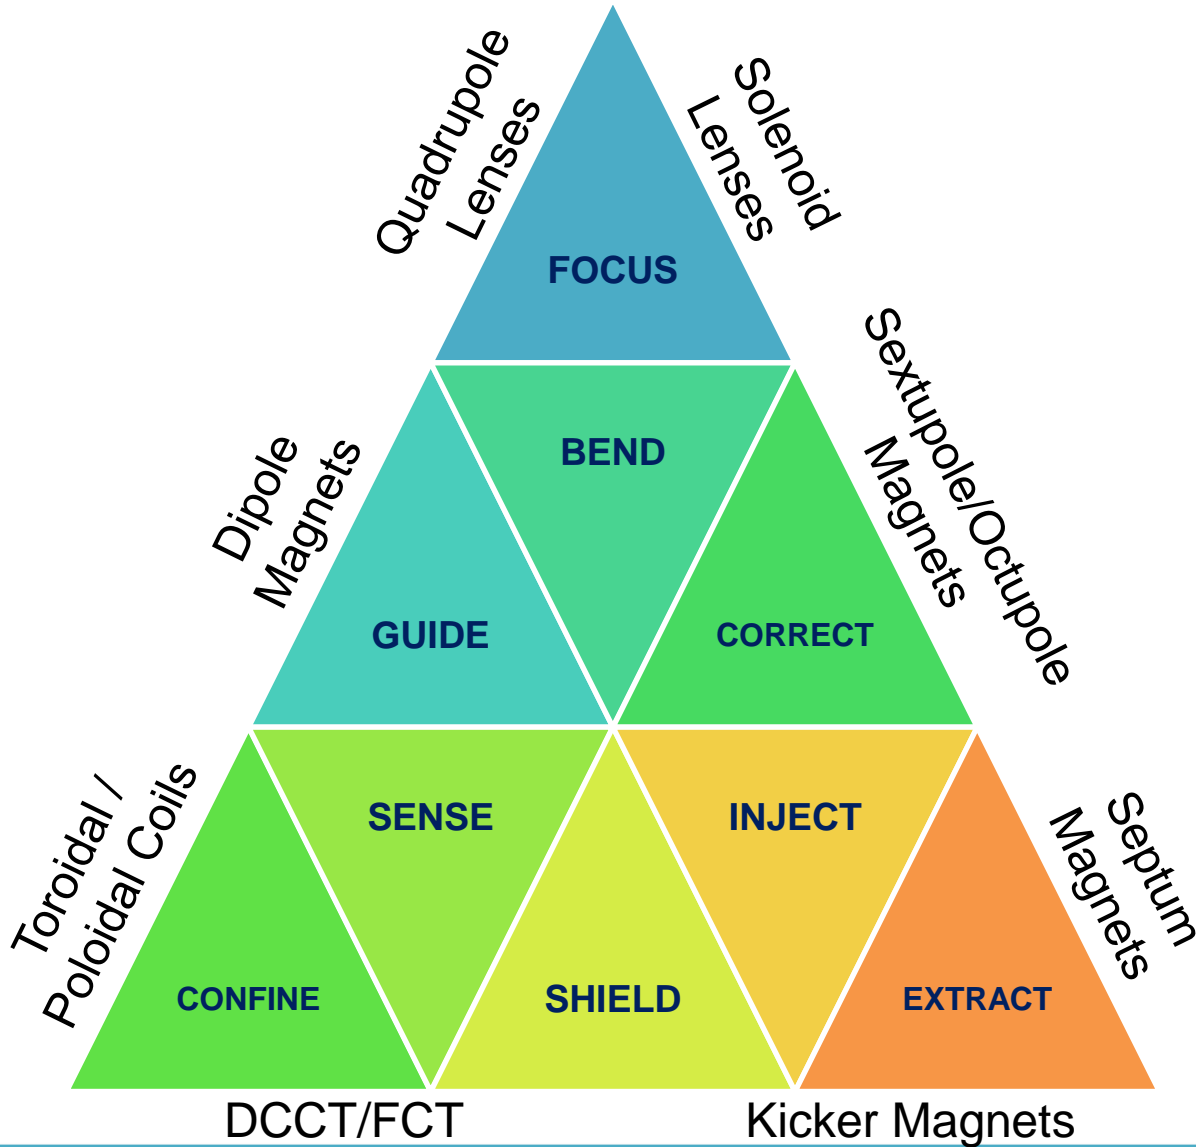 Quadrupole
Lenses
Solenoid
Lenses
FOCUS
Dipole
Magnets
BEND
Sextupole/Octupole
Magnets
GUIDE
CORRECT
Toroidal /
Poloidal Coils
SENSE
INJECT
Septum
Magnets
CONFINE
SHIELD
EXTRACT
DCCT/FCT
Kicker Magnets